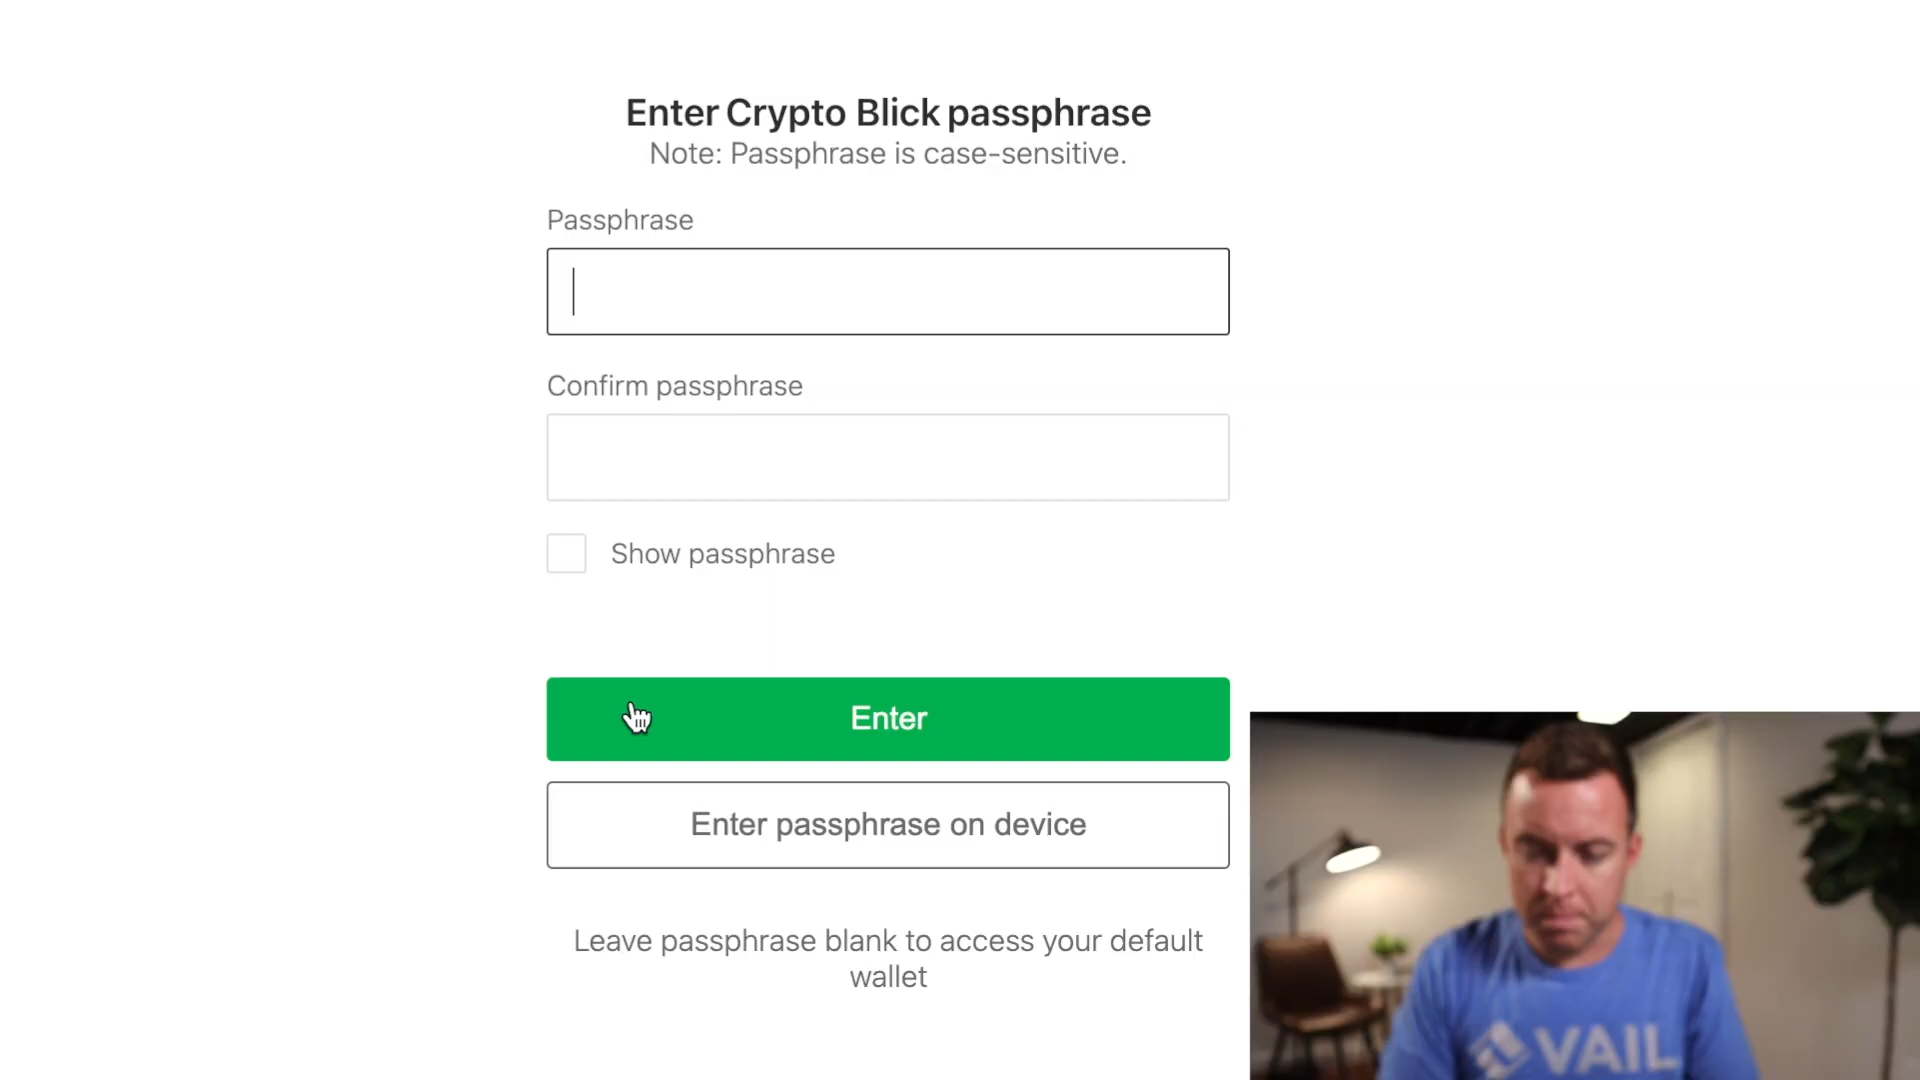 Enter Crypto Blick passphrase
Note: Passphrase is case-sensitive.
Passphrase
Confirm passphrase
Show passphrase
Enter
Enter passphrase on device
Leave passphrase blank to access your default
wallet
VAIL